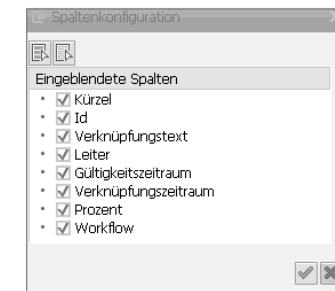 Spaltenkonfiguration
Eingeblendete Spalten
Kürzel
Id
Verknüpfungstext
Leiter
Gültigkeitszeitraum
Verknüpfungszeitraum
Prozent
Workflow